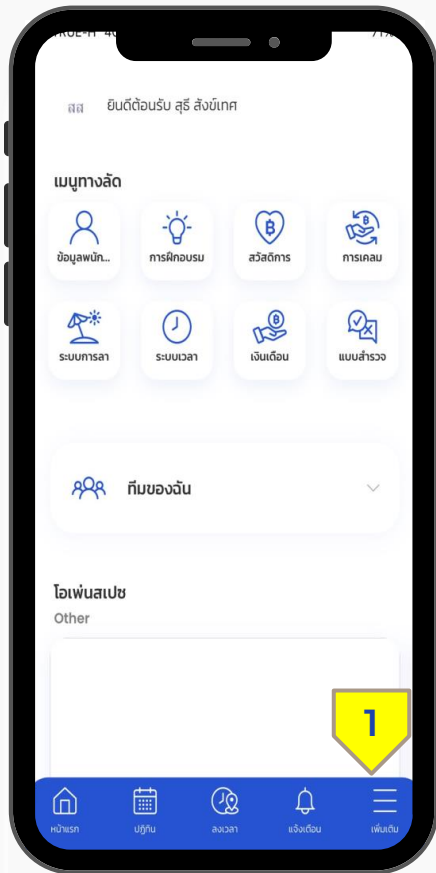 สส ยินดีต้อนรับ สุธี สังข์เทศ
เมนูทางลัด
ข้อมูลพนัก... การฝึกอบรม สวัสดิการ การเคลม
ระบบการลา ระบบเวลา เงินเดือน แบบสำรวจ
ทีมของฉัน
โอเพ่นสเปซ
Other
1
หน้าแรก ปฏิทิน ลงเวลา แจ้งเตือน เพิ่มเติม